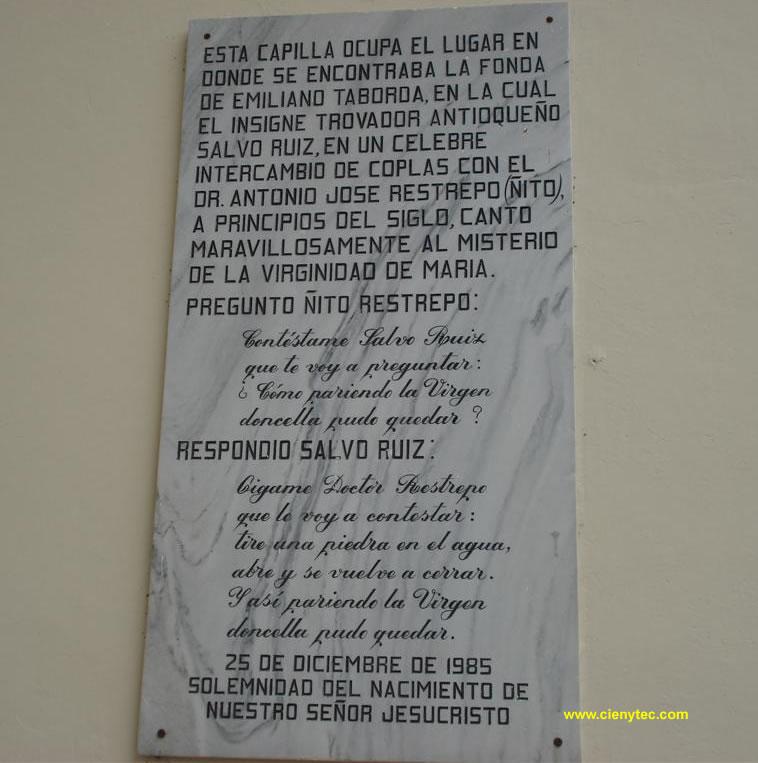 ESTA CAPILLA OCUPA EL LUGAR EN
DONDE SE ENCONTRABA LA FONDA
DE EMILIANO TABORDA, EN LA CUAL
EL INSIGNE TROVADOR ANTIOQUEÑO
SALVO RUIZ, EN UN CELEBRE
INTERCAMBIO DE COPLAS CON EL
DR. ANTONIO JOSE RESTREPO (ÑITO),
A PRINCIPIOS DEL SIGLO, CANTO
MARAVILLOSAMENTE AL MISTERIO
DE LA VIRGINIDAD DE MARIA.
PREGUNTO ÑITO RESTREPO:
Contéstame Salvo Ruiz
que te voy a preguntar:
¿Cómo pariendo la Virgen
doncella pudo quedar?
RESPONDIO SALVO RUIZ:
Oigame Doctor Restrepo
que le voy a contestar:
tire una piedra en el agua,
abre y se vuelve a cerrar.
Y así pariendo la Virgen
doncella pudo quedar.
25 DE DICIEMBRE DE 1985
SOLEMNIDAD DEL NACIMIENTO DE
NUESTRO SEÑOR JESUCRISTO
www.cienytec.com